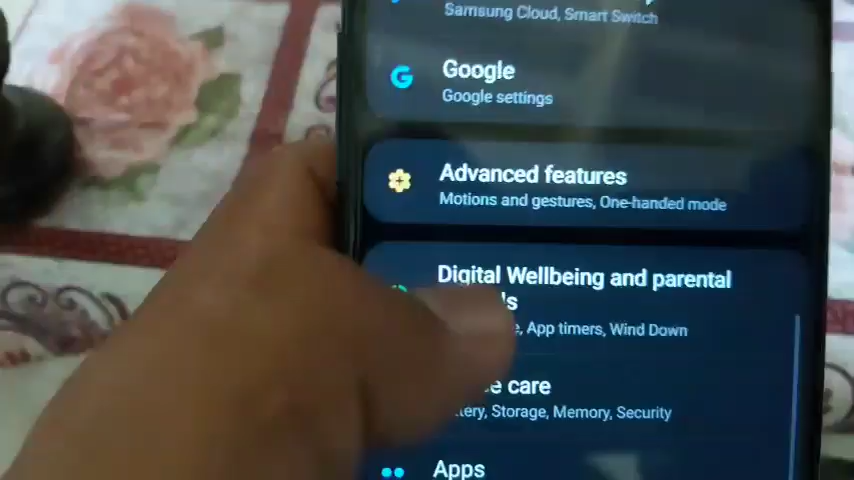 Samsung Cloud, Smart Switch
Google
Google settings
Advanced features
Motions and gestures, One-handed mode
Digital Wellbeing and parental
App timers, Wind Down
care
Storage, Memory, Security
Apps